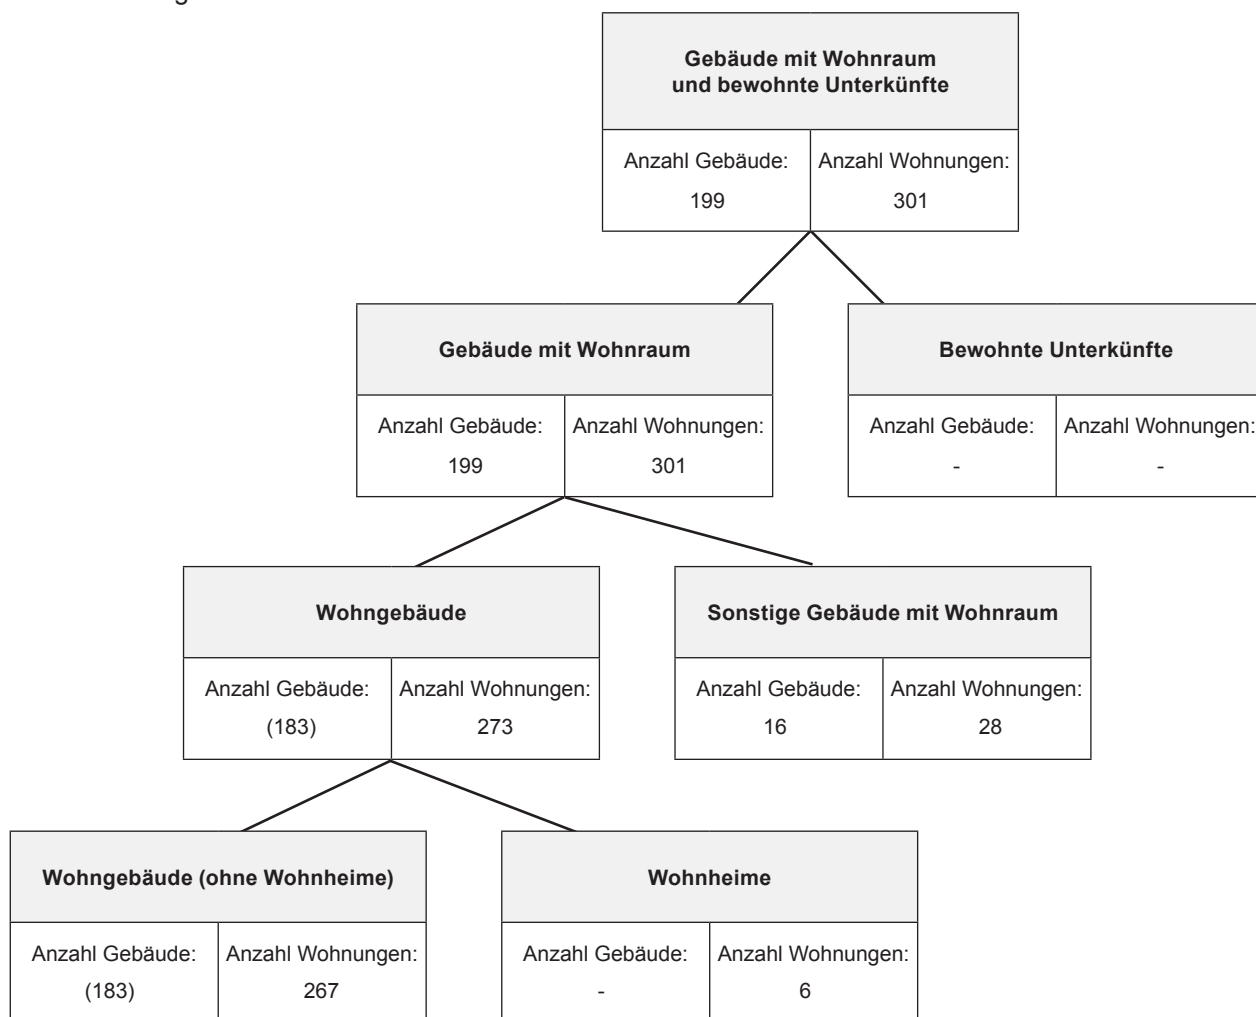 Gebäude mit Wohnraum
und bewohnte Unterkünfte
Anzahl Gebäude: Anzahl Wohnungen:
199 301
Gebäude mit Wohnraum Bewohnte Unterkünfte
Anzahl Gebäude: Anzahl Wohnungen: Anzahl Gebäude: Anzahl Wohnungen:
199 301 - -
Wohngebäude Sonstige Gebäude mit Wohnraum
Anzahl Gebäude: Anzahl Wohnungen: Anzahl Gebäude: Anzahl Wohnungen:
(183) 273 16 28
Wohngebäude (ohne Wohnheime) Wohnheime
Anzahl Gebäude: Anzahl Wohnungen: Anzahl Gebäude: Anzahl Wohnungen:
(183) 267 - 6